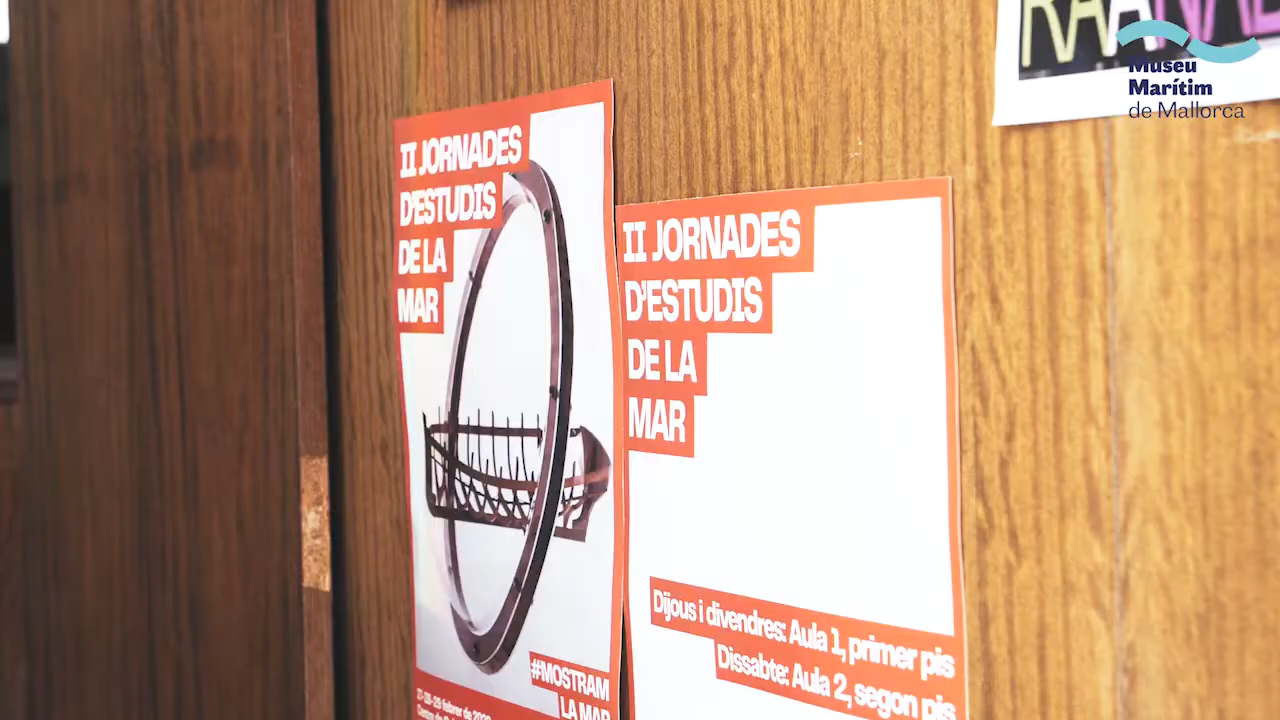 II JORNADES
D'ESTUDIS
DE LA
MAR
#MOSTRAM
LA MAR
II JORNADES
D'ESTUDIS
DE LA
MAR
Dijous i divendres: Aula 1, primer pis
Dissabte: Aula 2, segon pis
Museu
Marítim
de Mallorca